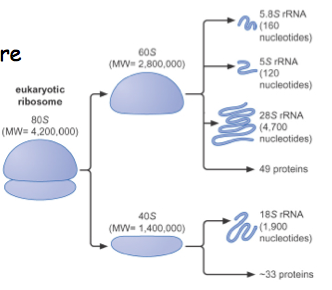 re
eukaryotic
ribosome
80S
(MW= 4,200,000)
60S
(MW= 2,800,000)
5.8S rRNA
(160
nucleotides)
5S rRNA
(120
nucleotides)
28S rRNA
(4,700
nucleotides)
49 proteins
40S
(MW= 1,400,000)
18S rRNA
(1,900
nucleotides)
~33 proteins